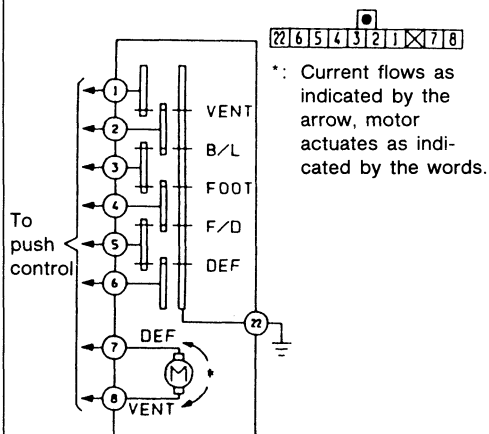 22 6 5 4 3 2 1 7 8
*: Current flows as
indicated by the
arrow, motor
actuates as indi-
cated by the words.
1
VENT
2
B/L
3
FOOT
4
F/D
5
DEF
6
To
push
control
22
7
DEF
M
*
8
VENT